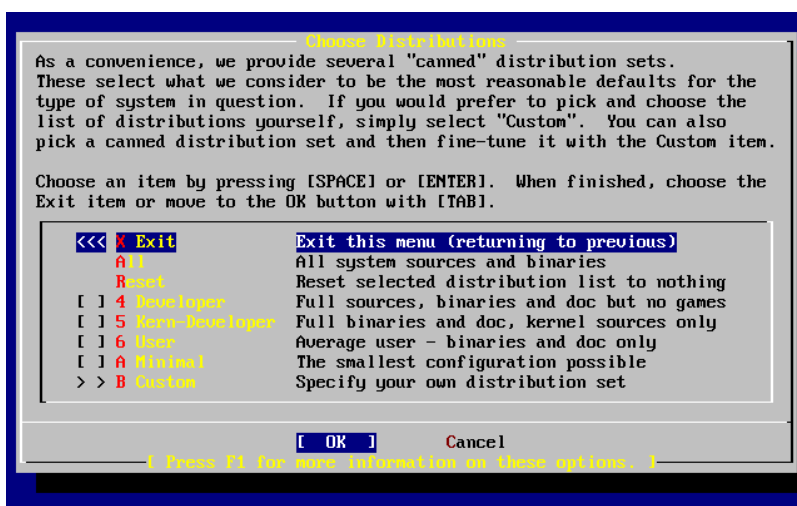 Choose Distributions
As a convenience, we provide several "canned" distribution sets.
These select what we consider to be the most reasonable defaults for the
type of system in question.  If you would prefer to pick and choose the
list of distributions yourself, simply select "Custom".  You can also
pick a canned distribution set and then fine-tune it with the Custom item.
Choose an item by pressing [SPACE] or [ENTER].  When finished, choose the
Exit item or move to the OK button with [TAB].
<<< X Exit Exit this menu (returning to previous)
All All system sources and binaries
Reset Reset selected distribution list to nothing
[ ] 4 Developer Full sources, binaries and doc but no games
[ ] 5 Kern-Developer Full binaries and doc, kernel sources only
[ ] 6 User Average user - binaries and doc only
[ ] A Minimal The smallest configuration possible
> > B Custom Specify your own distribution set
[ OK ] Cancel
[ Press F1 for more information on these options. ]